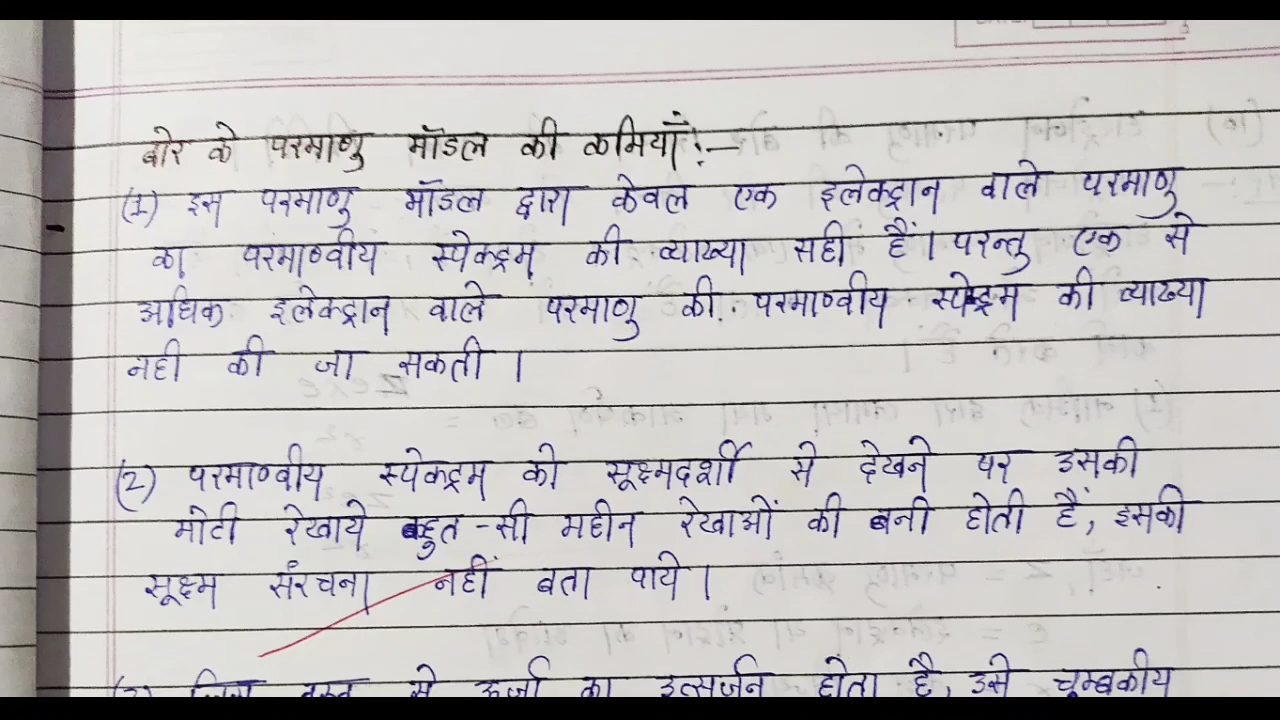 बोर के परमाणु मॉडल की कमियाँ :—
(1) इस परमाणु मॉडल द्वारा केवल एक इलेक्ट्रान वाले परमाणु
का परमाण्वीय स्पेक्ट्रम की व्याख्या सही हैं। परन्तु एक से
अधिक इलेक्ट्रान वाले परमाणु की परमाण्वीय स्पेक्ट्रम की व्याख्या
नही की जा सकती ।
(2) परमाण्वीय स्पेक्ट्रम को सूक्ष्मदर्शी से देखने पर उसकी
मोटी रेखाये बहुत-सी महीन रेखाओं की बनी होती हैं, इसकी
सूक्ष्म संरचना नहीं बता पाये ।
से ऊर्जा का उत्सर्जन होता है, उसे चुम्बकीय